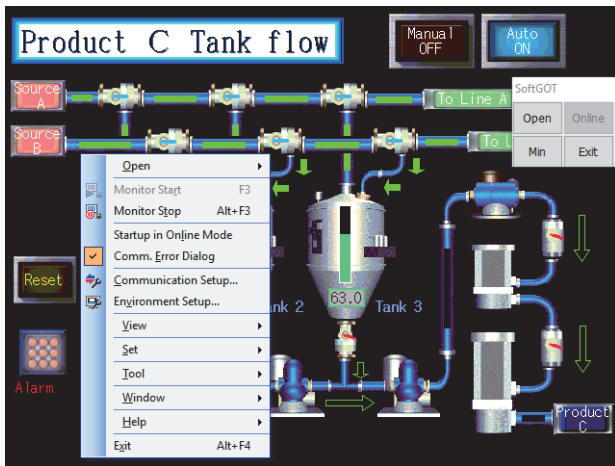 Product C Tank flow
Manual
OFF
Auto
ON
Source
A
To Line A
SoftGOT
Open
Online
Min
Exit
Source
B
To L
Open
Monitor Start F3
Monitor Stop Alt+F3
Startup in Online Mode
Comm. Error Dialog
Communication Setup...
Environment Setup...
View
Set
Tool
Window
Help
Exit Alt+F4
Reset
63.0
ank 2
Tank 3
Alarm
Product
C